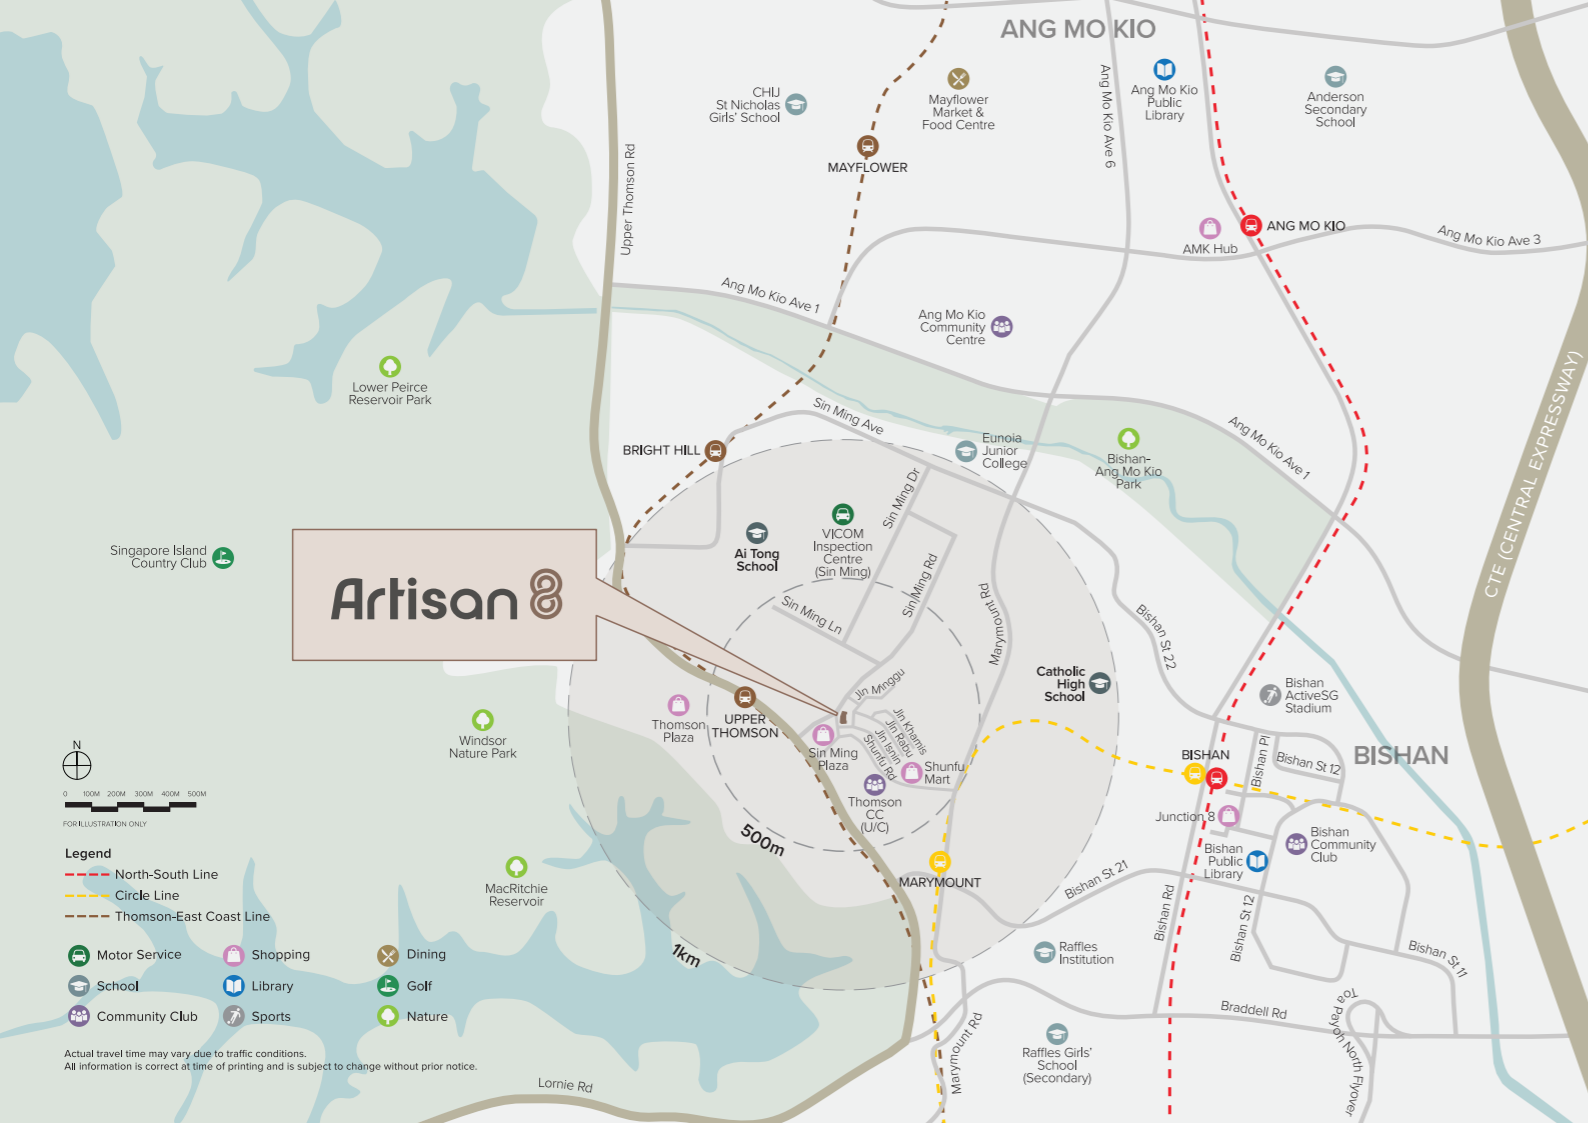 ANG MO KIO
CHIJ
St Nicholas
Girls' School
Mayflower
Market &
Food Centre
Ang Mo Kio Ave 6
Ang Mo Kio
Public
Library
Anderson
Secondary
School
MAYFLOWER
Upper Thomson Rd
AMK Hub
ANG MO KIO
Ang Mo Kio Ave 3
Ang Mo Kio Ave 1
Ang Mo Kio
Community
Centre
Lower Peirce
Reservoir Park
Sin Ming Ave
BRIGHT HILL
Eunoia
Junior
College
Bishan-
Ang Mo Kio
Park
Ang Mo Kio Ave 1
CTE (CENTRAL EXPRESSWAY)
Sin Ming Dr
VICOM
Inspection
Centre
(Sin Ming)
Ai Tong
School
Singapore Island
Country Club
Artisan 8
Sin Ming Rd
Sin Ming Ln
Marymount Rd
Bishan St 22
Catholic
High
School
Jln Minggu
Bishan
ActiveSG
Stadium
Thomson
Plaza
UPPER
THOMSON
Jln Khamis
Jln Rabu
Jln Isnin
Shunfu Rd
Sin Ming
Plaza
Shunfu
Mart
Windsor
Nature Park
BISHAN
Bishan Pl
Bishan St 12
BISHAN
Thomson
CC
(U/C)
Junction 8
500m
Bishan
Public
Library
Bishan
Community
Club
MARYMOUNT
Bishan St 21
MacRitchie
Reservoir
Bishan Rd
Bishan St 12
Bishan St 11
1km
Raffles
Institution
Braddell Rd
Toa Payoh North Flyover
Marymount Rd
Raffles Girls'
School
(Secondary)
Lornie Rd
N
0 100M 200M 300M 400M 500M
FOR ILLUSTRATION ONLY
Legend
North-South Line
Circle Line
Thomson-East Coast Line
Motor Service
Shopping
Dining
School
Library
Golf
Community Club
Sports
Nature
Actual travel time may vary due to traffic conditions.
All information is correct at time of printing and is subject to change without prior notice.